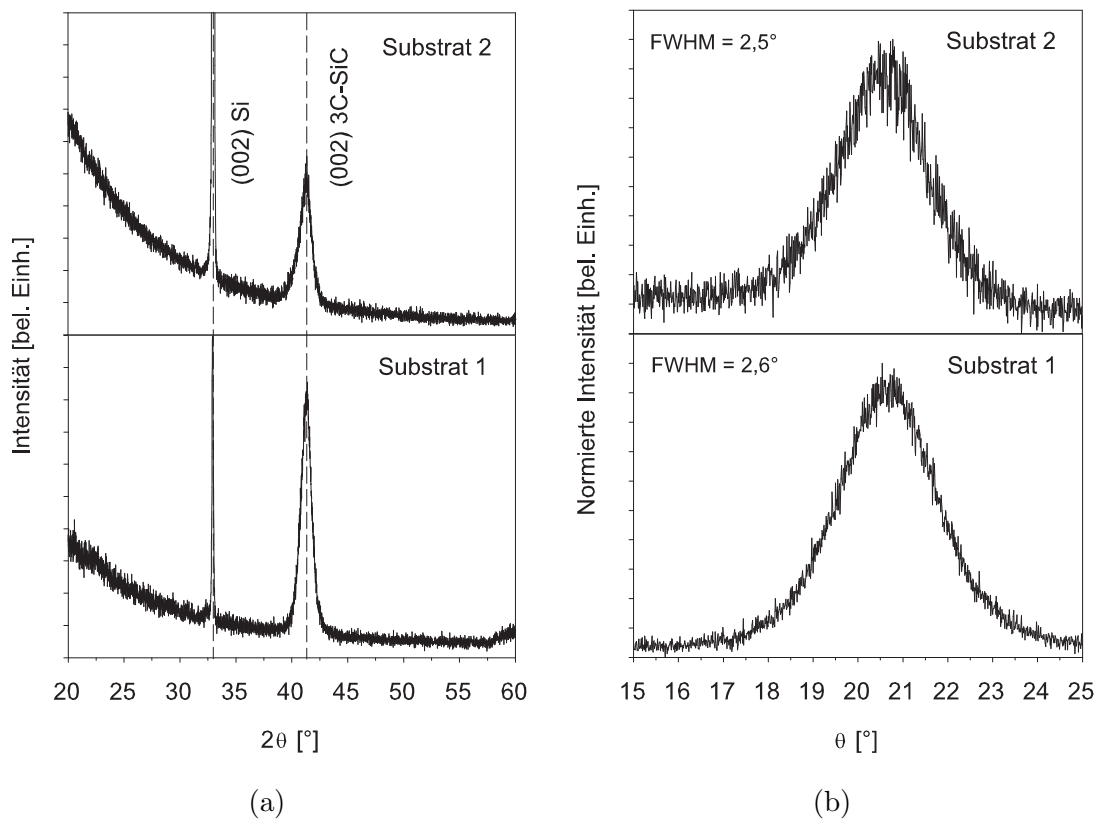 Substrat 2
(002) Si
(002) 3C-SiC
Substrat 1
Intensität [bel. Einh.]
20 25 30 35 40 45 50 55 60
2θ [°]
(a)
FWHM = 2,5°
Substrat 2
FWHM = 2,6°
Substrat 1
Normierte Intensität [bel. Einh.]
15 16 17 18 19 20 21 22 23 24 25
θ [°]
(b)